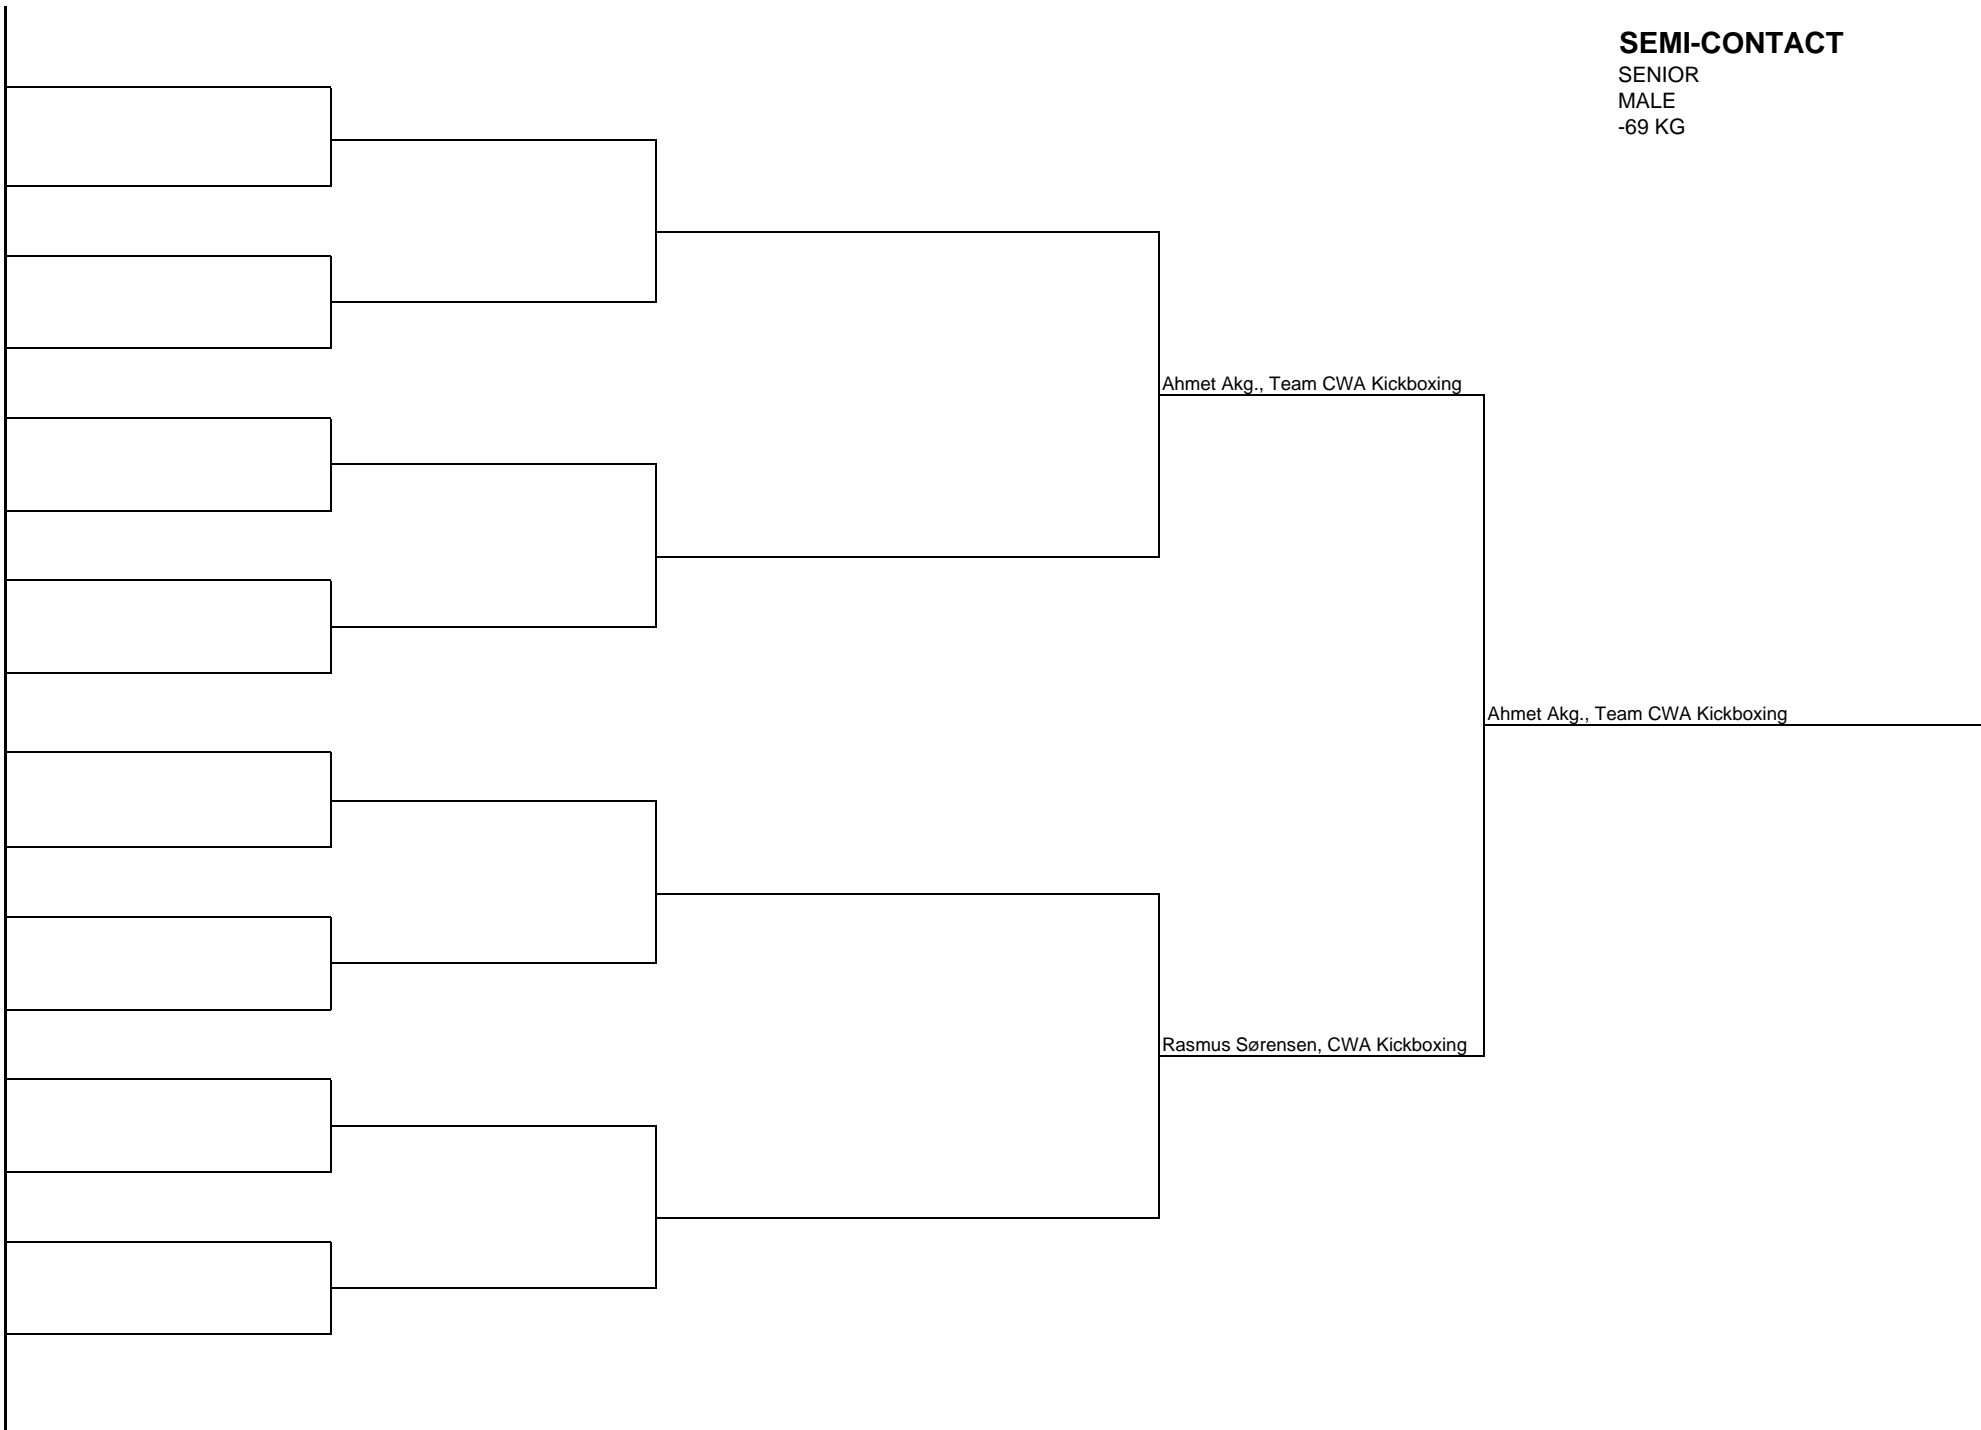 SEMI-CONTACT
SENIOR
MALE
-69 KG
Ahmet Akg., Team CWA Kickboxing
Ahmet Akg., Team CWA Kickboxing
Rasmus Sørensen, CWA Kickboxing